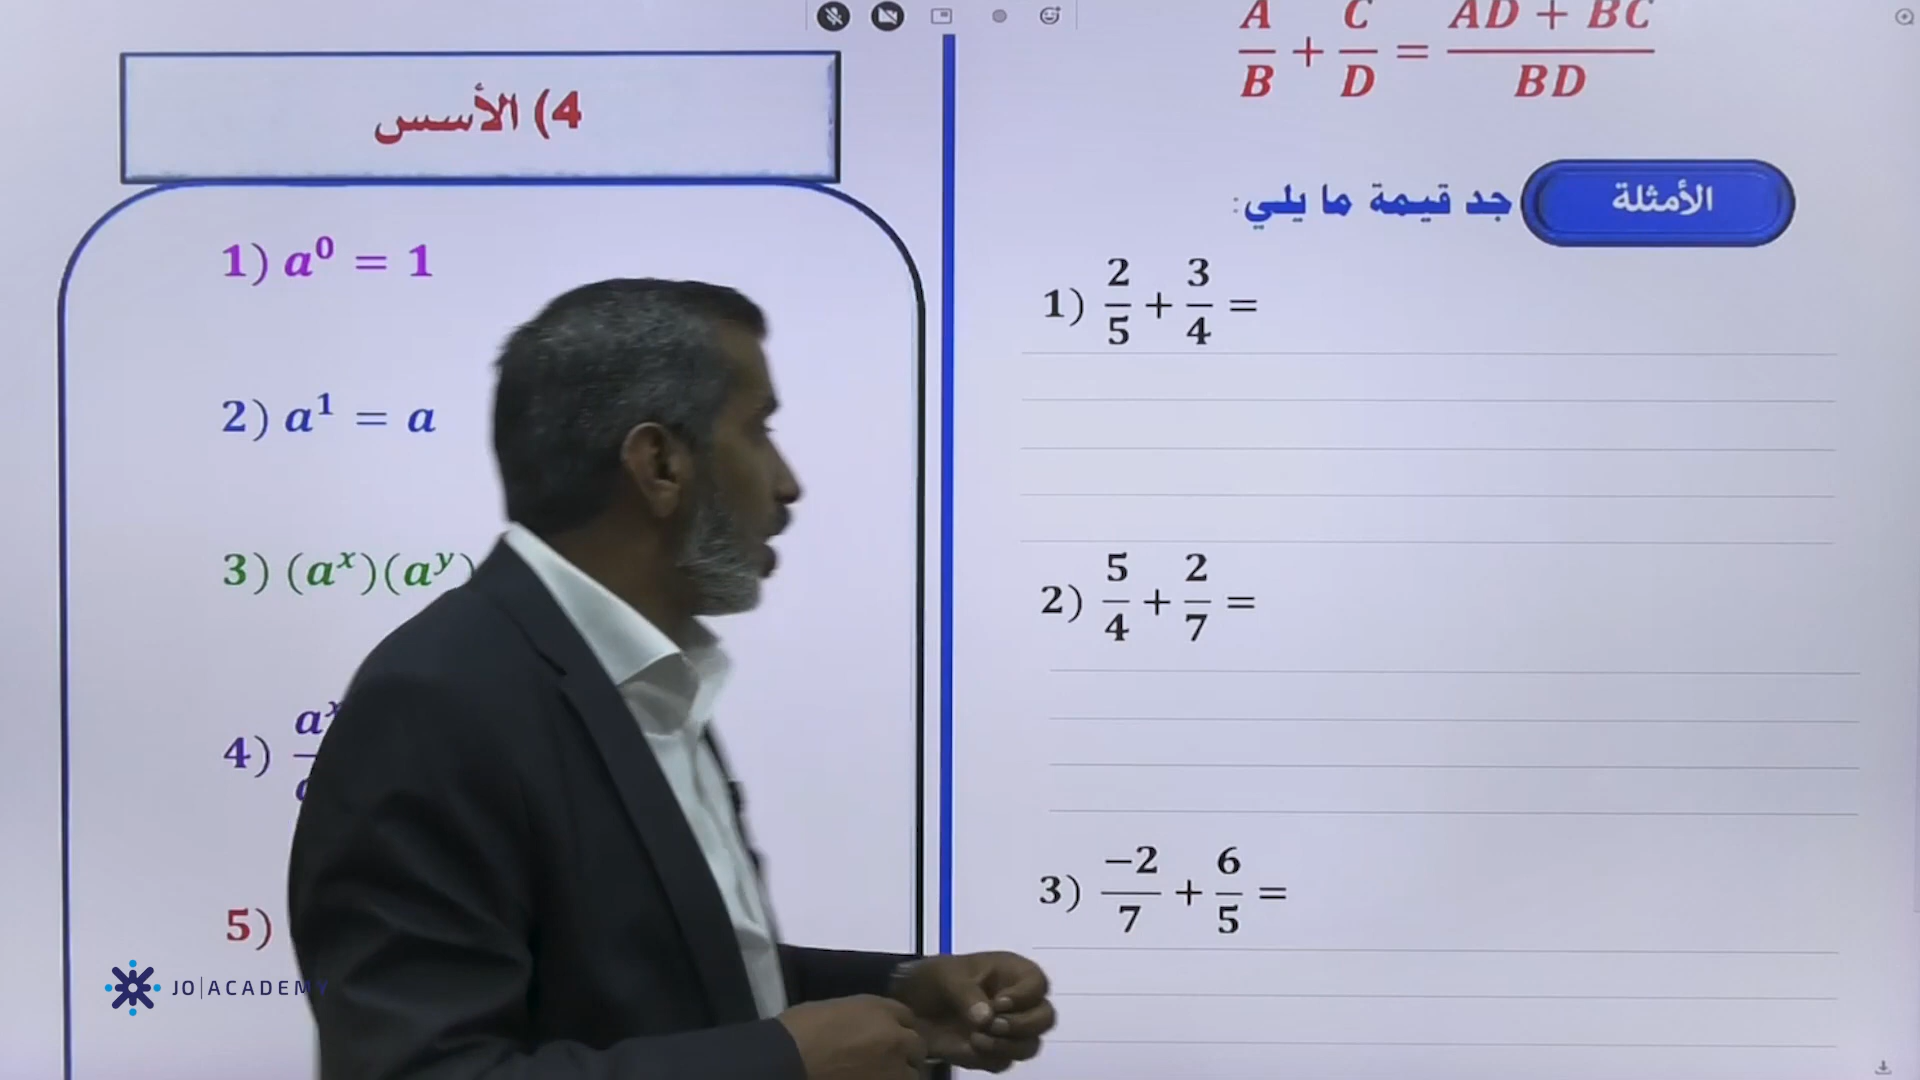 4) الأسس
1) a⁰ = 1
2) a¹ = a
3) (aˣ)(aʸ)
4) aˣ
5)
JO|ACADEMY
A/B + C/D = (AD + BC)/BD
الأمثلة جد قيمة ما يلي:
1) 2/5 + 3/4 =
2) 5/4 + 2/7 =
3) −2/7 + 6/5 =